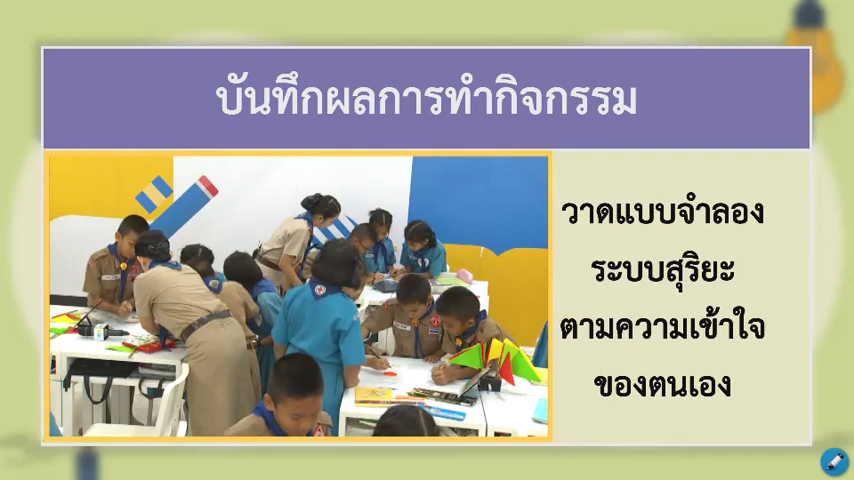 บันทึกผลการทำกิจกรรม
วาดแบบจำลอง
ระบบสุริยะ
ตามความเข้าใจ
ของตนเอง